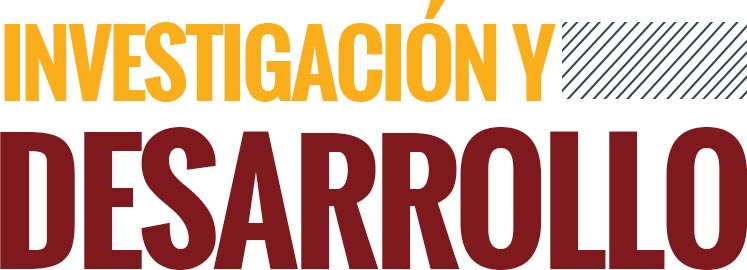 INVESTIGACIÓN Y
DESARROLLO